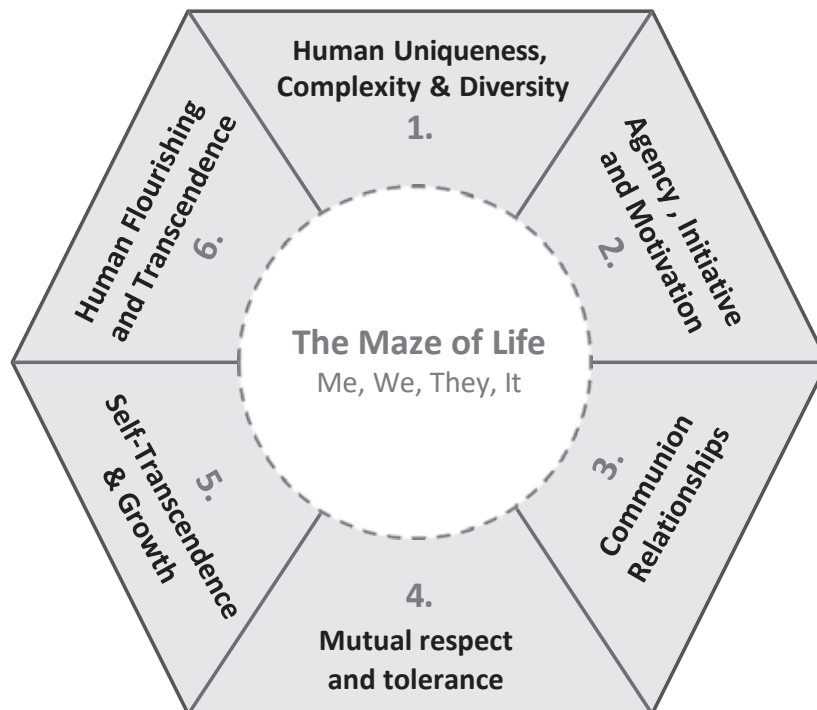 Human Uniqueness,
Complexity & Diversity
1.
Agency , Initiative
and Motivation
2.
3.
Communion
Relationships
4.
Mutual respect
and tolerance
Self-Transcendence
& Growth
5.
Human Flourishing
and Transcendence
6.
The Maze of Life
Me, We, They, It